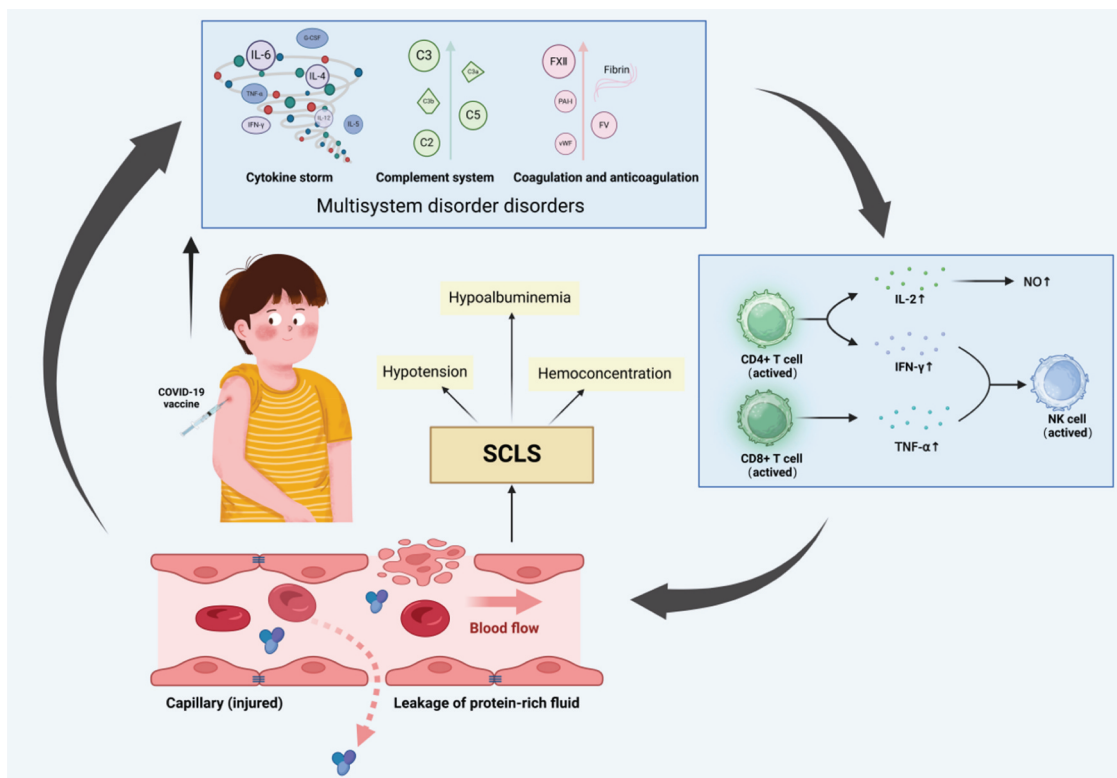 IL-6
G-CSF
IL-4
TNF-α
IL-12
IFN-γ
IL-5
Cytokine storm
C3
C3a
C3b
C5
C2
Complement system
FXII
Fibrin
PAI-I
FV
vWF
Coagulation and anticoagulation
Multisystem disorder disorders
CD4+ T cell
(actived)
IL-2↑
NO↑
IFN-γ↑
CD8+ T cell
(actived)
TNF-α↑
NK cell
(actived)
COVID-19
vaccine
Hypoalbuminemia
Hypotension
Hemoconcentration
SCLS
Blood flow
Capillary (injured)
Leakage of protein-rich fluid